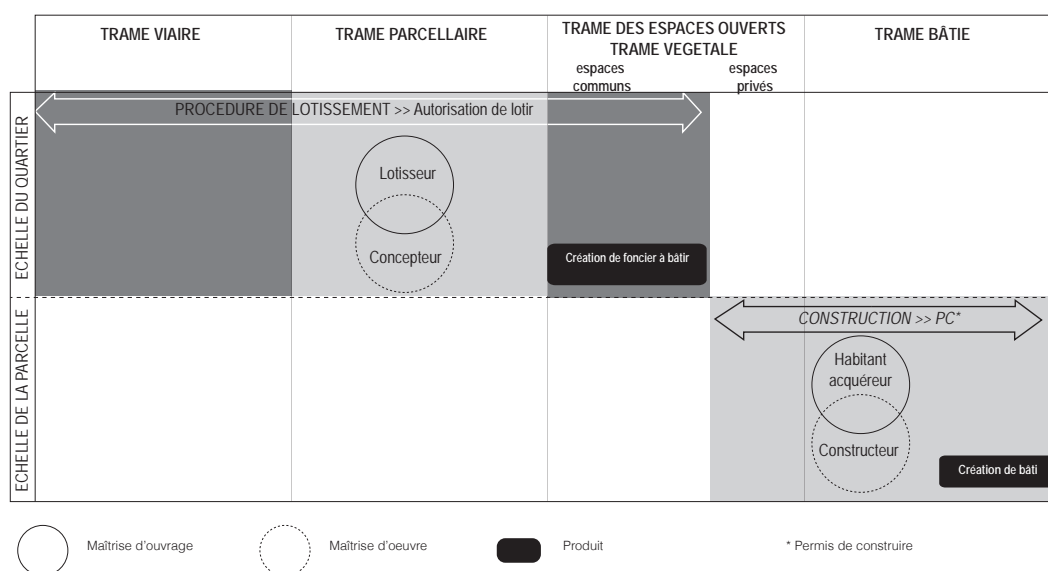 TRAME VIAIRE
TRAME PARCELLAIRE
TRAME DES ESPACES OUVERTS
TRAME VEGETALE
espaces
communs
espaces
privés
TRAME BÂTIE
ECHELLE DU QUARTIER
PROCEDURE DE LOTISSEMENT >> Autorisation de lotir
Lotisseur
Concepteur
Création de foncier à bâtir
ECHELLE DE LA PARCELLE
CONSTRUCTION >> PC*
Habitant
acquéreur
Constructeur
Création de bâti
Maîtrise d'ouvrage
Maîtrise d'oeuvre
Produit
* Permis de construire